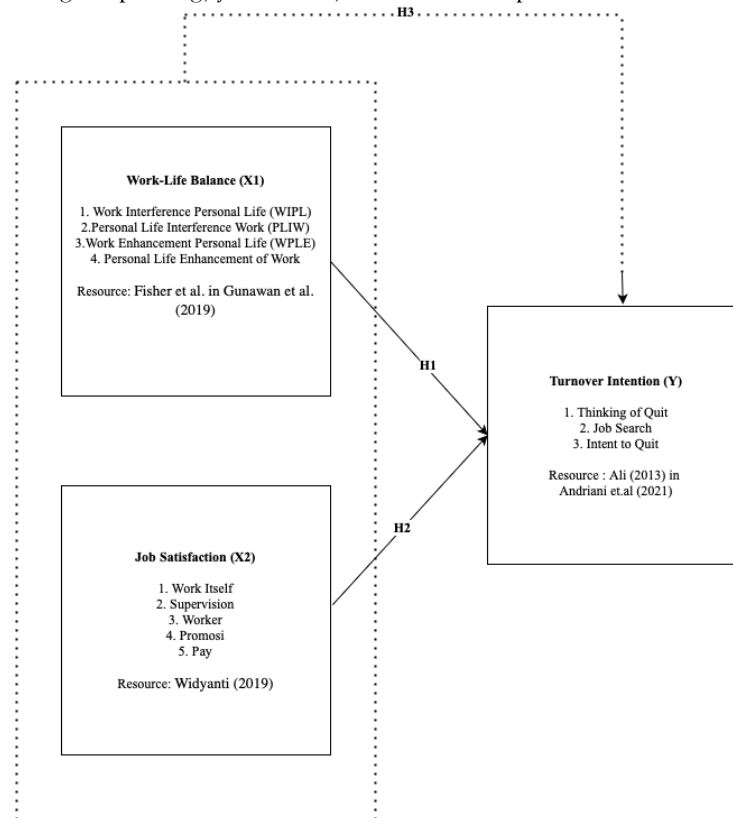 H3
Work-Life Balance (X1)
1. Work Interference Personal Life (WIPL)
2.Personal Life Interference Work (PLIW)
3.Work Enhancement Personal Life (WPLE)
4. Personal Life Enhancement of Work
Resource: Fisher et al. in Gunawan et al.
(2019)
H1
Turnover Intention (Y)
1. Thinking of Quit
2. Job Search
3. Intent to Quit
Resource : Ali (2013) in
Andriani et.al (2021)
H2
Job Satisfaction (X2)
1. Work Itself
2. Supervision
3. Worker
4. Promosi
5. Pay
Resource: Widyanti (2019)